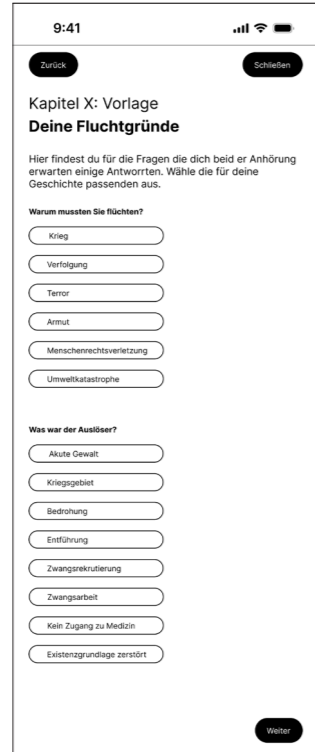 9:41
Zurück
Schließen
Kapitel X: Vorlage
Deine Fluchtgründe
Hier findest du für die Fragen die dich beid er Anhörung
erwarten einige Antworrten. Wähle die für deine
Geschichte passenden aus.
Warum mussten Sie flüchten?
Krieg
Verfolgung
Terror
Armut
Menschenrechtsverletzung
Umweltkatastrophe
Was war der Auslöser?
Akute Gewalt
Kriegsgebiet
Bedrohung
Entführung
Zwangsrekrutierung
Zwangsarbeit
Kein Zugang zu Medizin
Existenzgrundlage zerstört
Weiter